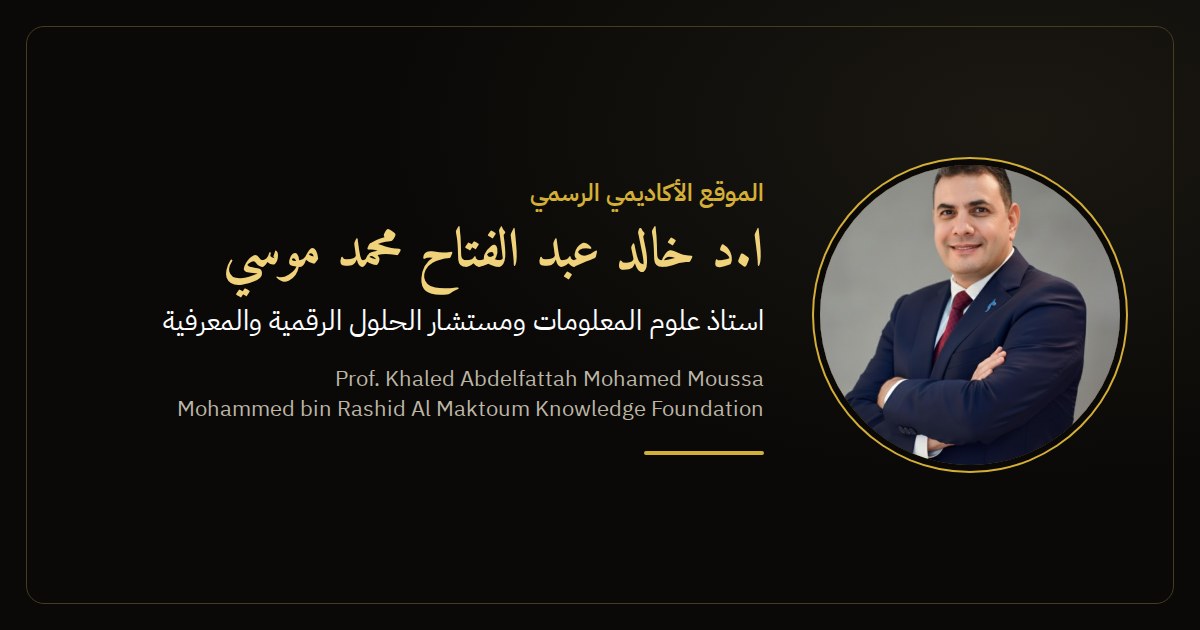 الموقع الأكاديمي الرسمي
ا.د خالد عبد الفتاح محمد موسي
استاذ علوم المعلومات ومستشار الحلول الرقمية والمعرفية
Prof. Khaled Abdelfattah Mohamed Moussa
Mohammed bin Rashid Al Maktoum Knowledge Foundation